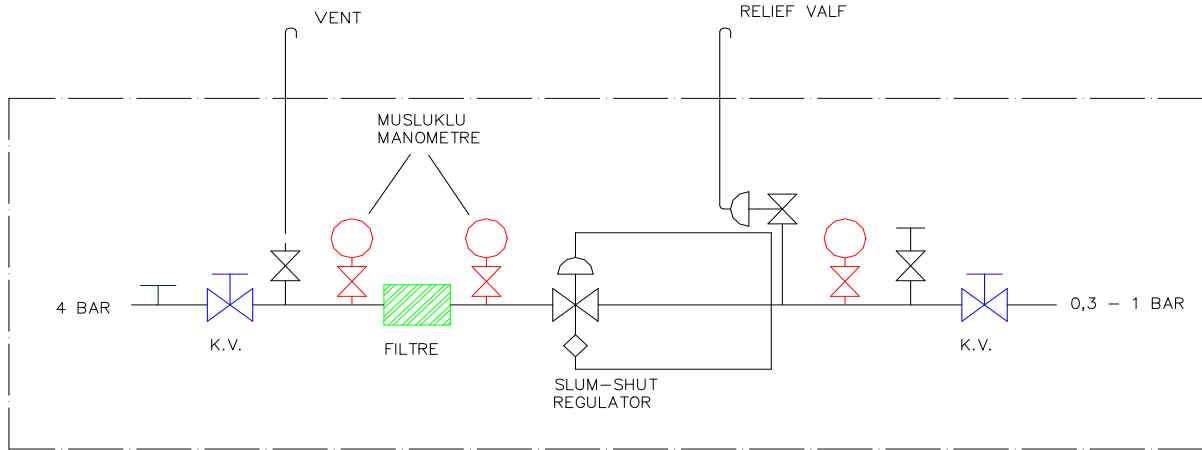 VENT
RELIEF VALF
MUSLUKLU
MANOMETRE
4 BAR
0,3 - 1 BAR
K.V.
FILTRE
K.V.
SLUM-SHUT
REGULATOR